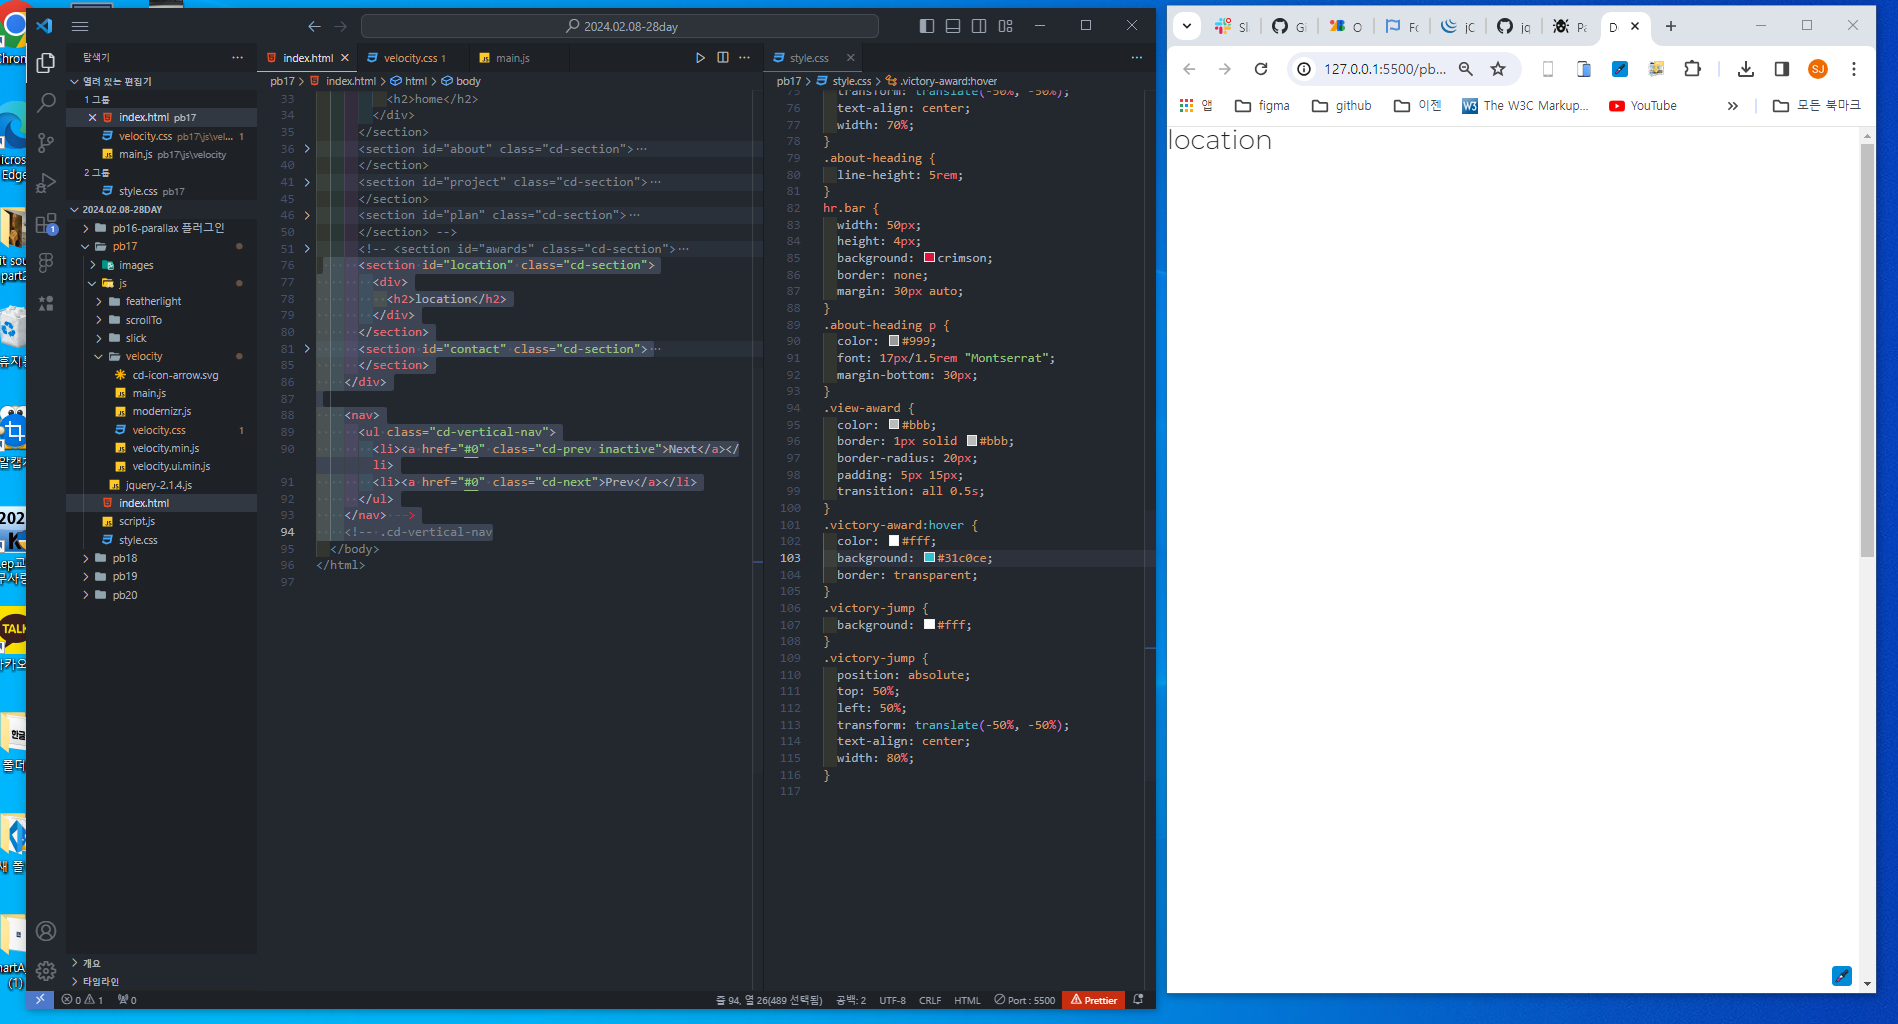 2024.02.08-28day
탐색기
열려 있는 편집기
1 그룹
index.html pb17
velocity.css pb17\js\vel... 1
main.js pb17\js\velocity
2 그룹
style.css pb17
2024.02.08-28DAY
pb16-parallax 플러그인
pb17
images
js
featherlight
scrollTo
slick
velocity
cd-icon-arrow.svg
main.js
modernizr.js
velocity.css 1
velocity.min.js
velocity.ui.min.js
jquery-2.1.4.js
index.html
script.js
style.css
pb18
pb19
pb20
개요
타임라인
index.html
velocity.css 1
main.js
pb17 > index.html > html > body
33 <h2>home</h2>
34 </div>
35 </section>
36 <section id="about" class="cd-section">…
40 </section>
41 <section id="project" class="cd-section">…
45 </section>
46 <section id="plan" class="cd-section">…
50 </section> -->
51 <!-- <section id="awards" class="cd-section">…
76 <section id="location" class="cd-section">
77 <div>
78 <h2>location</h2>
79 </div>
80 </section>
81 <section id="contact" class="cd-section">…
85 </section>
86 </div>
87
88 <nav>
89 <ul class="cd-vertical-nav">
90 <li><a href="#0" class="cd-prev inactive">Next</a></
li>
91 <li><a href="#0" class="cd-next">Prev</a></li>
92 </ul>
93 </nav> >
94 <!-- .cd-vertical-nav
95 </body>
96 </html>
97
style.css
pb17 > style.css > .victory-award:hover
75 transform: translate(-50%, -50%);
76 text-align: center;
77 width: 70%;
78 }
79 .about-heading {
80 line-height: 5rem;
81 }
82 hr.bar {
83 width: 50px;
84 height: 4px;
85 background: crimson;
86 border: none;
87 margin: 30px auto;
88 }
89 .about-heading p {
90 color: #999;
91 font: 17px/1.5rem "Montserrat";
92 margin-bottom: 30px;
93 }
94 .view-award {
95 color: #bbb;
96 border: 1px solid #bbb;
97 border-radius: 20px;
98 padding: 5px 15px;
99 transition: all 0.5s;
100 }
101 .victory-award:hover {
102 color: #fff;
103 background: #31c0ce;
104 border: transparent;
105 }
106 .victory-jump {
107 background: #fff;
108 }
109 .victory-jump {
110 position: absolute;
111 top: 50%;
112 left: 50%;
113 transform: translate(-50%, -50%);
114 text-align: center;
115 width: 80%;
116 }
117
0 1 0
줄 94, 열 26(489 선택됨) 공백: 2 UTF-8 CRLF HTML Port : 5500 Prettier
127.0.0.1:5500/pb...
SJ
앱 figma github 이젠 The W3C Markup... YouTube » 모든 북마크
location